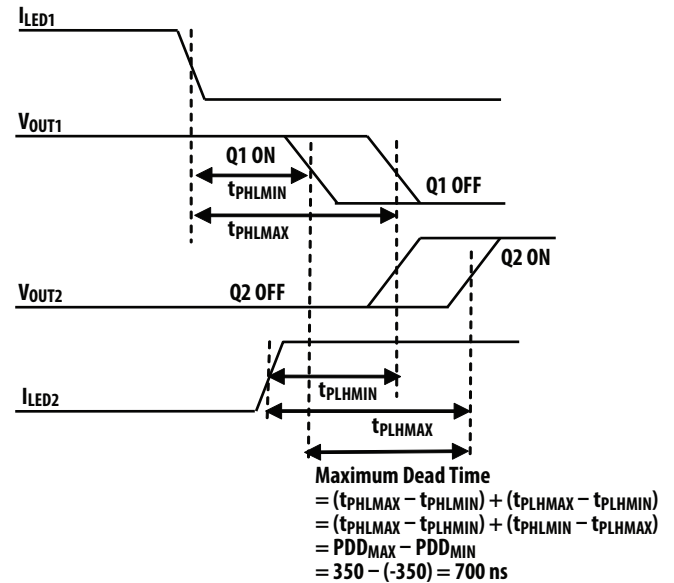 ILED1
VOUT1
Q1 ON
tPHLMIN
Q1 OFF
tPHLMAX
Q2 ON
VOUT2
Q2 OFF
tPLHMIN
ILED2
tPLHMAX
Maximum Dead Time
= (tPHLMAX – tPHLMIN) + (tPLHMAX – tPLHMIN)
= (tPHLMAX – tPLHMIN) + (tPHLMIN – tPLHMAX)
= PDDMAX – PDDMIN
= 350 – (-350) = 700 ns